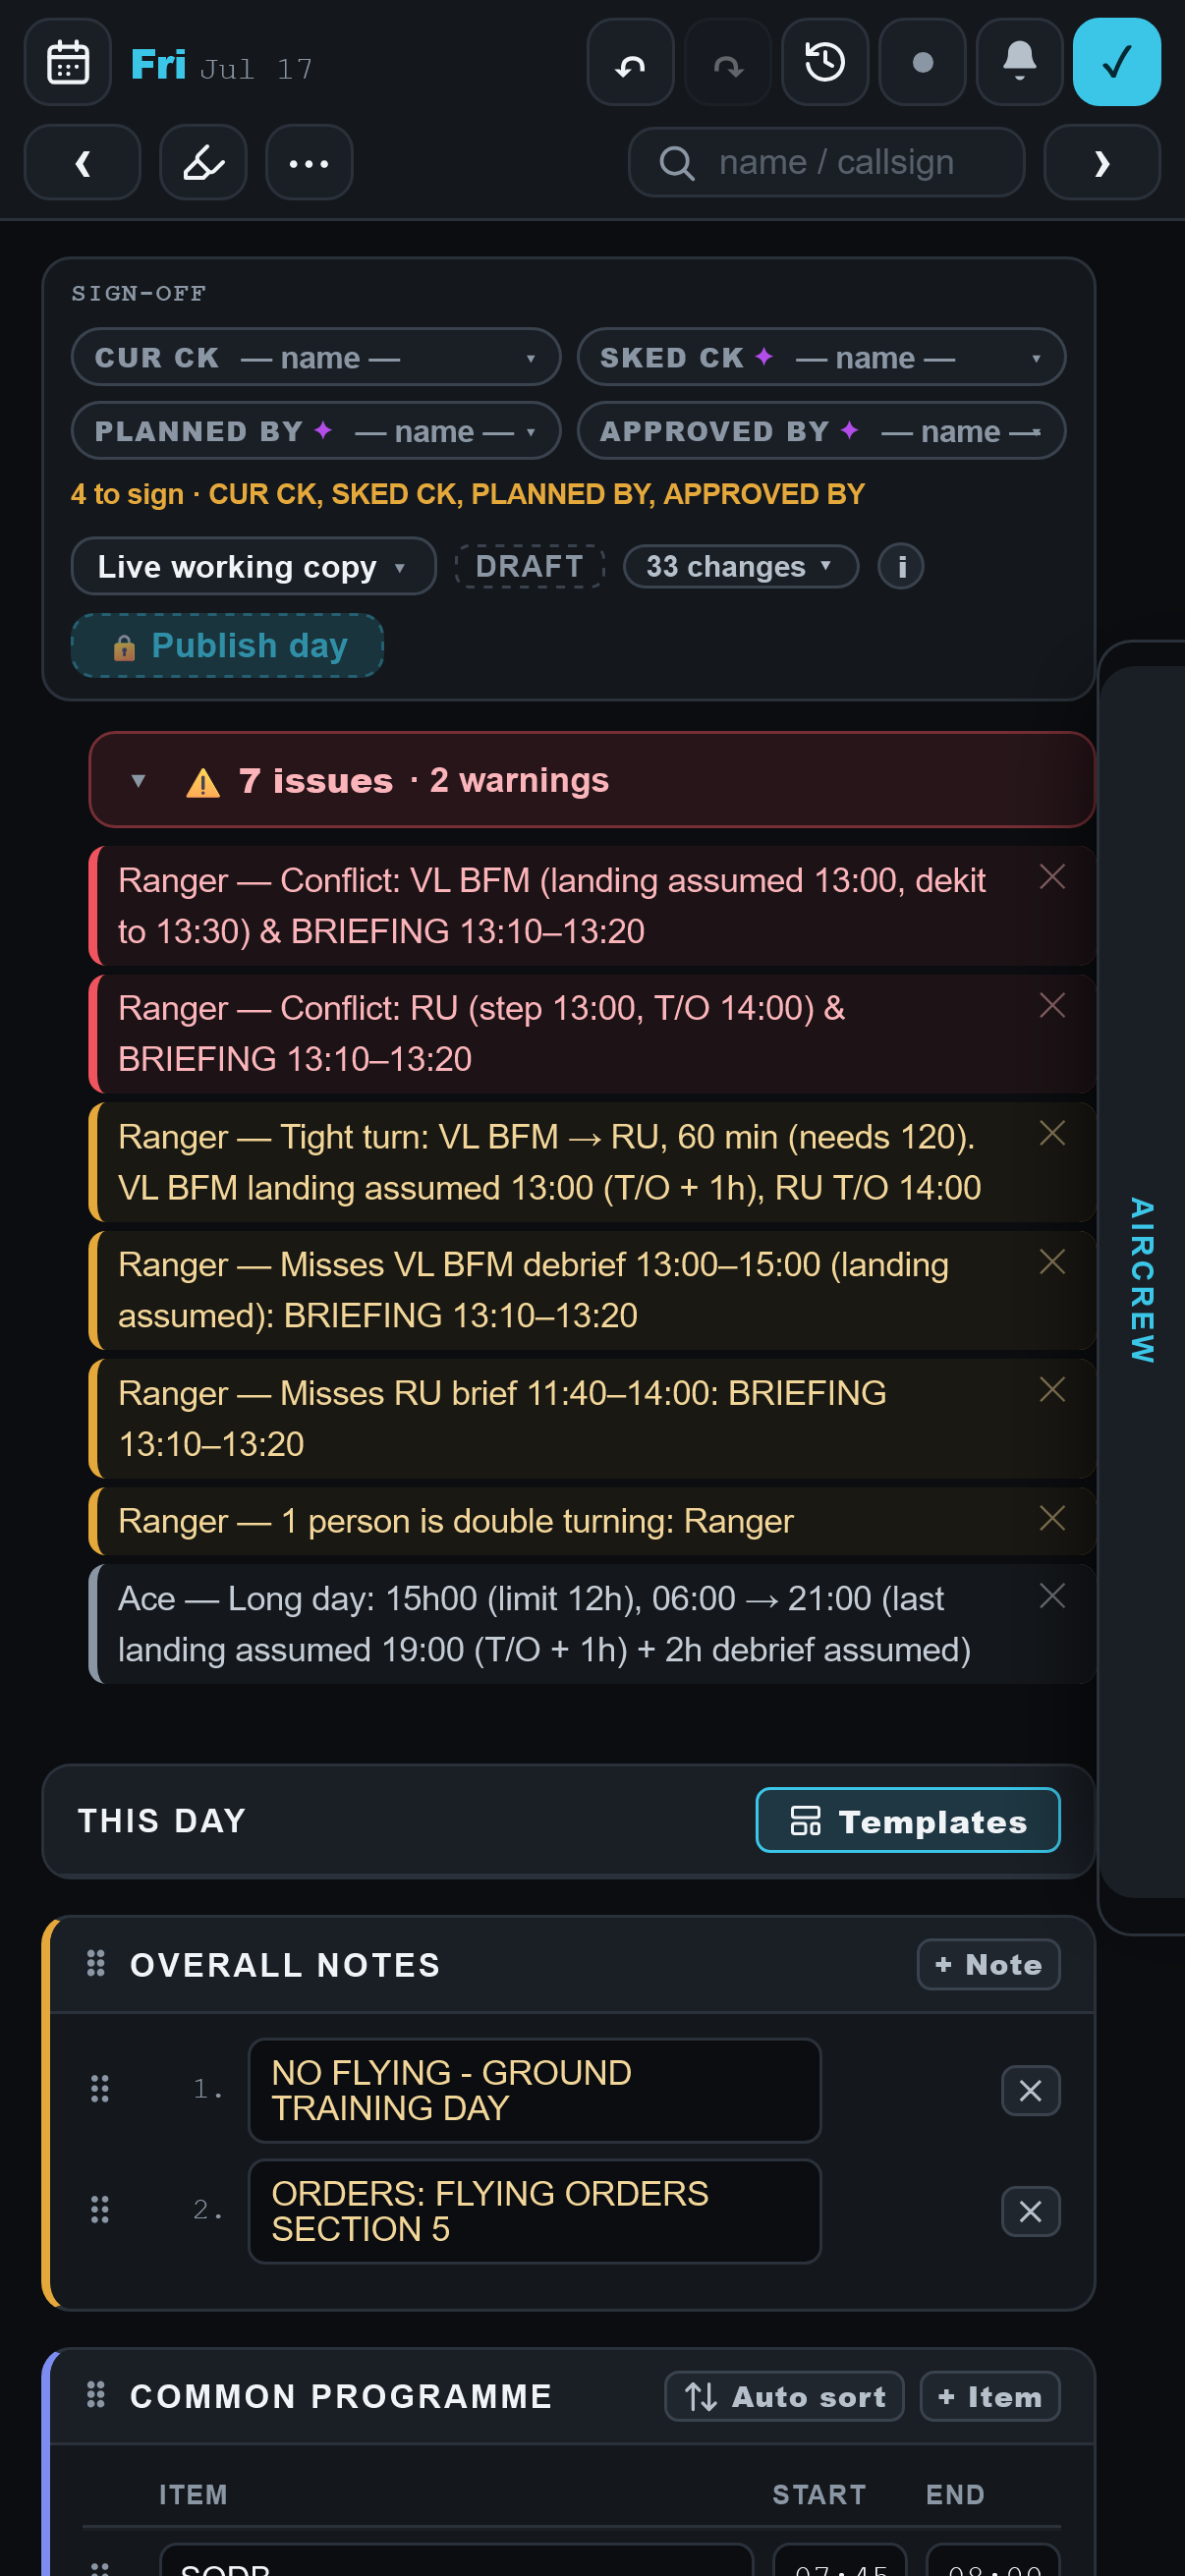 Fri Jul 17
name / callsign
SIGN-OFF
CUR CK — name —
SKED CK — name —
PLANNED BY — name —
APPROVED BY — name —
4 to sign · CUR CK, SKED CK, PLANNED BY, APPROVED BY
Live working copy DRAFT 33 changes i
Publish day
7 issues · 2 warnings
Ranger — Conflict: VL BFM (landing assumed 13:00, dekit
to 13:30) & BRIEFING 13:10–13:20
Ranger — Conflict: RU (step 13:00, T/O 14:00) &
BRIEFING 13:10–13:20
Ranger — Tight turn: VL BFM → RU, 60 min (needs 120).
VL BFM landing assumed 13:00 (T/O + 1h), RU T/O 14:00
Ranger — Misses VL BFM debrief 13:00–15:00 (landing
assumed): BRIEFING 13:10–13:20
Ranger — Misses RU brief 11:40–14:00: BRIEFING
13:10–13:20
Ranger — 1 person is double turning: Ranger
Ace — Long day: 15h00 (limit 12h), 06:00 → 21:00 (last
landing assumed 19:00 (T/O + 1h) + 2h debrief assumed)
AIRCREW
THIS DAY Templates
OVERALL NOTES + Note
1. NO FLYING - GROUND
TRAINING DAY
2. ORDERS: FLYING ORDERS
SECTION 5
COMMON PROGRAMME Auto sort + Item
ITEM START END
07:45 08:00